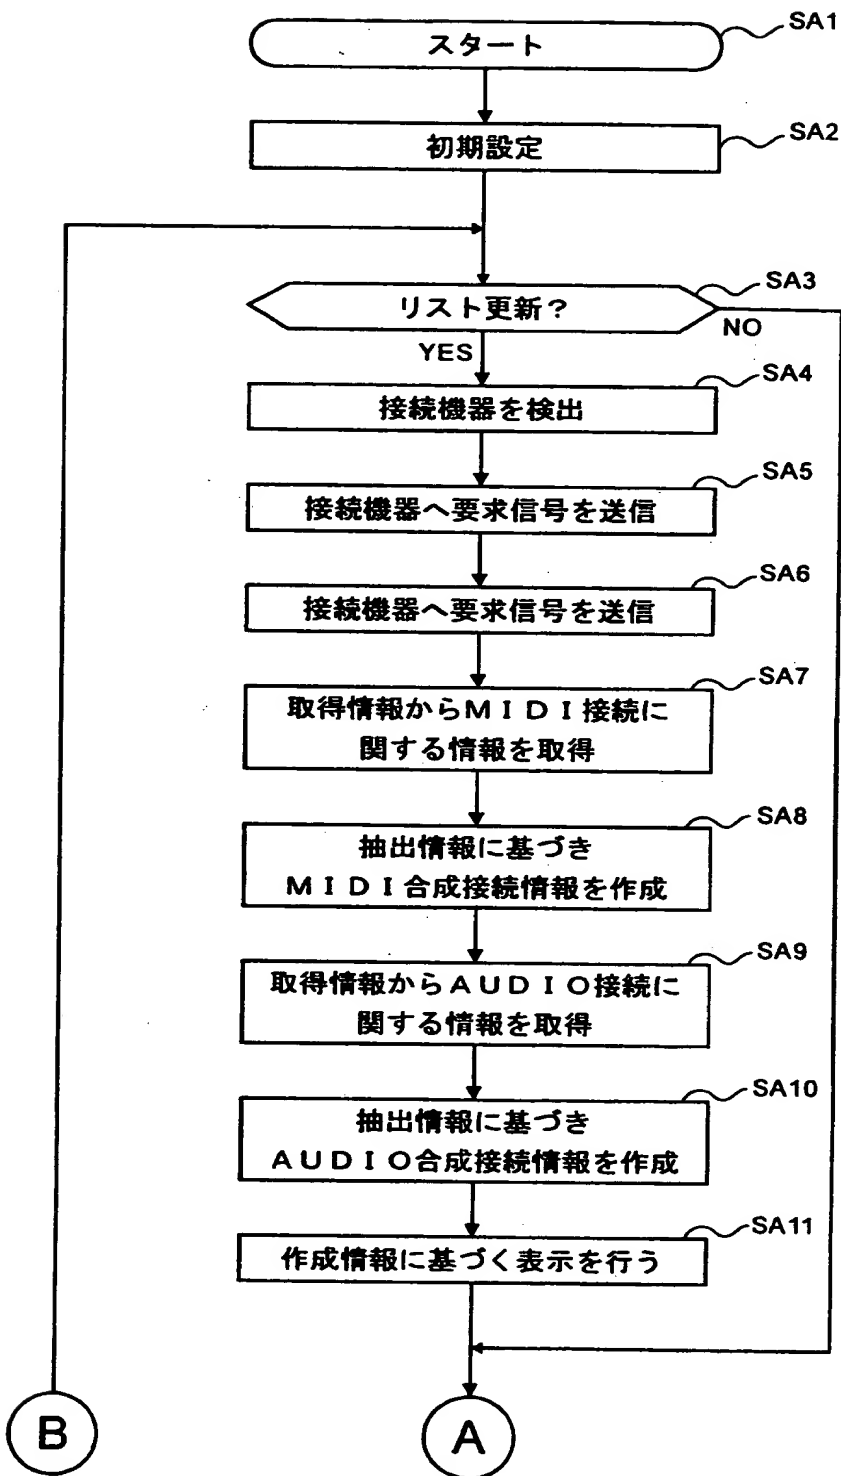 スタート
SA1
初期設定
SA2
リスト更新?
SA3
NO
YES
接続機器を検出
SA4
接続機器へ要求信号を送信
SA5
接続機器へ要求信号を送信
SA6
取得情報からMIDI接続に
関する情報を取得
SA7
抽出情報に基づき
MIDI合成接続情報を作成
SA8
取得情報からAUDIO接続に
関する情報を取得
SA9
抽出情報に基づき
AUDIO合成接続情報を作成
SA10
作成情報に基づく表示を行う
SA11
B
A